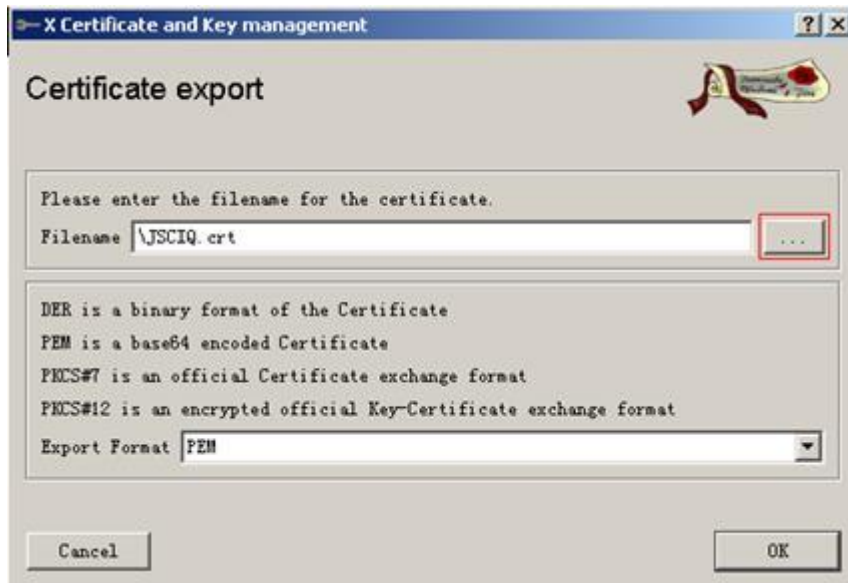 X Certificate and Key management
Certificate export
Please enter the filename for the certificate.
Filename \JSCIQ.crt ...
DER is a binary format of the Certificate
PEM is a base64 encoded Certificate
PKCS#7 is an official Certificate exchange format
PKCS#12 is an encrypted official Key-Certificate exchange format
Export Format PEM
Cancel OK